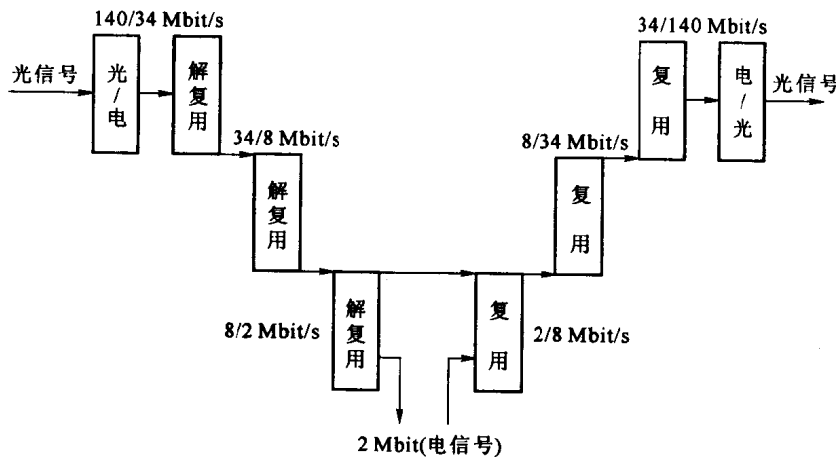 140/34 Mbit/s
34/140 Mbit/s
光信号
光/电
解复用
复用
电/光
光信号
34/8 Mbit/s
8/34 Mbit/s
解复用
复用
8/2 Mbit/s
解复用
复用
2/8 Mbit/s
2 Mbit(电信号)